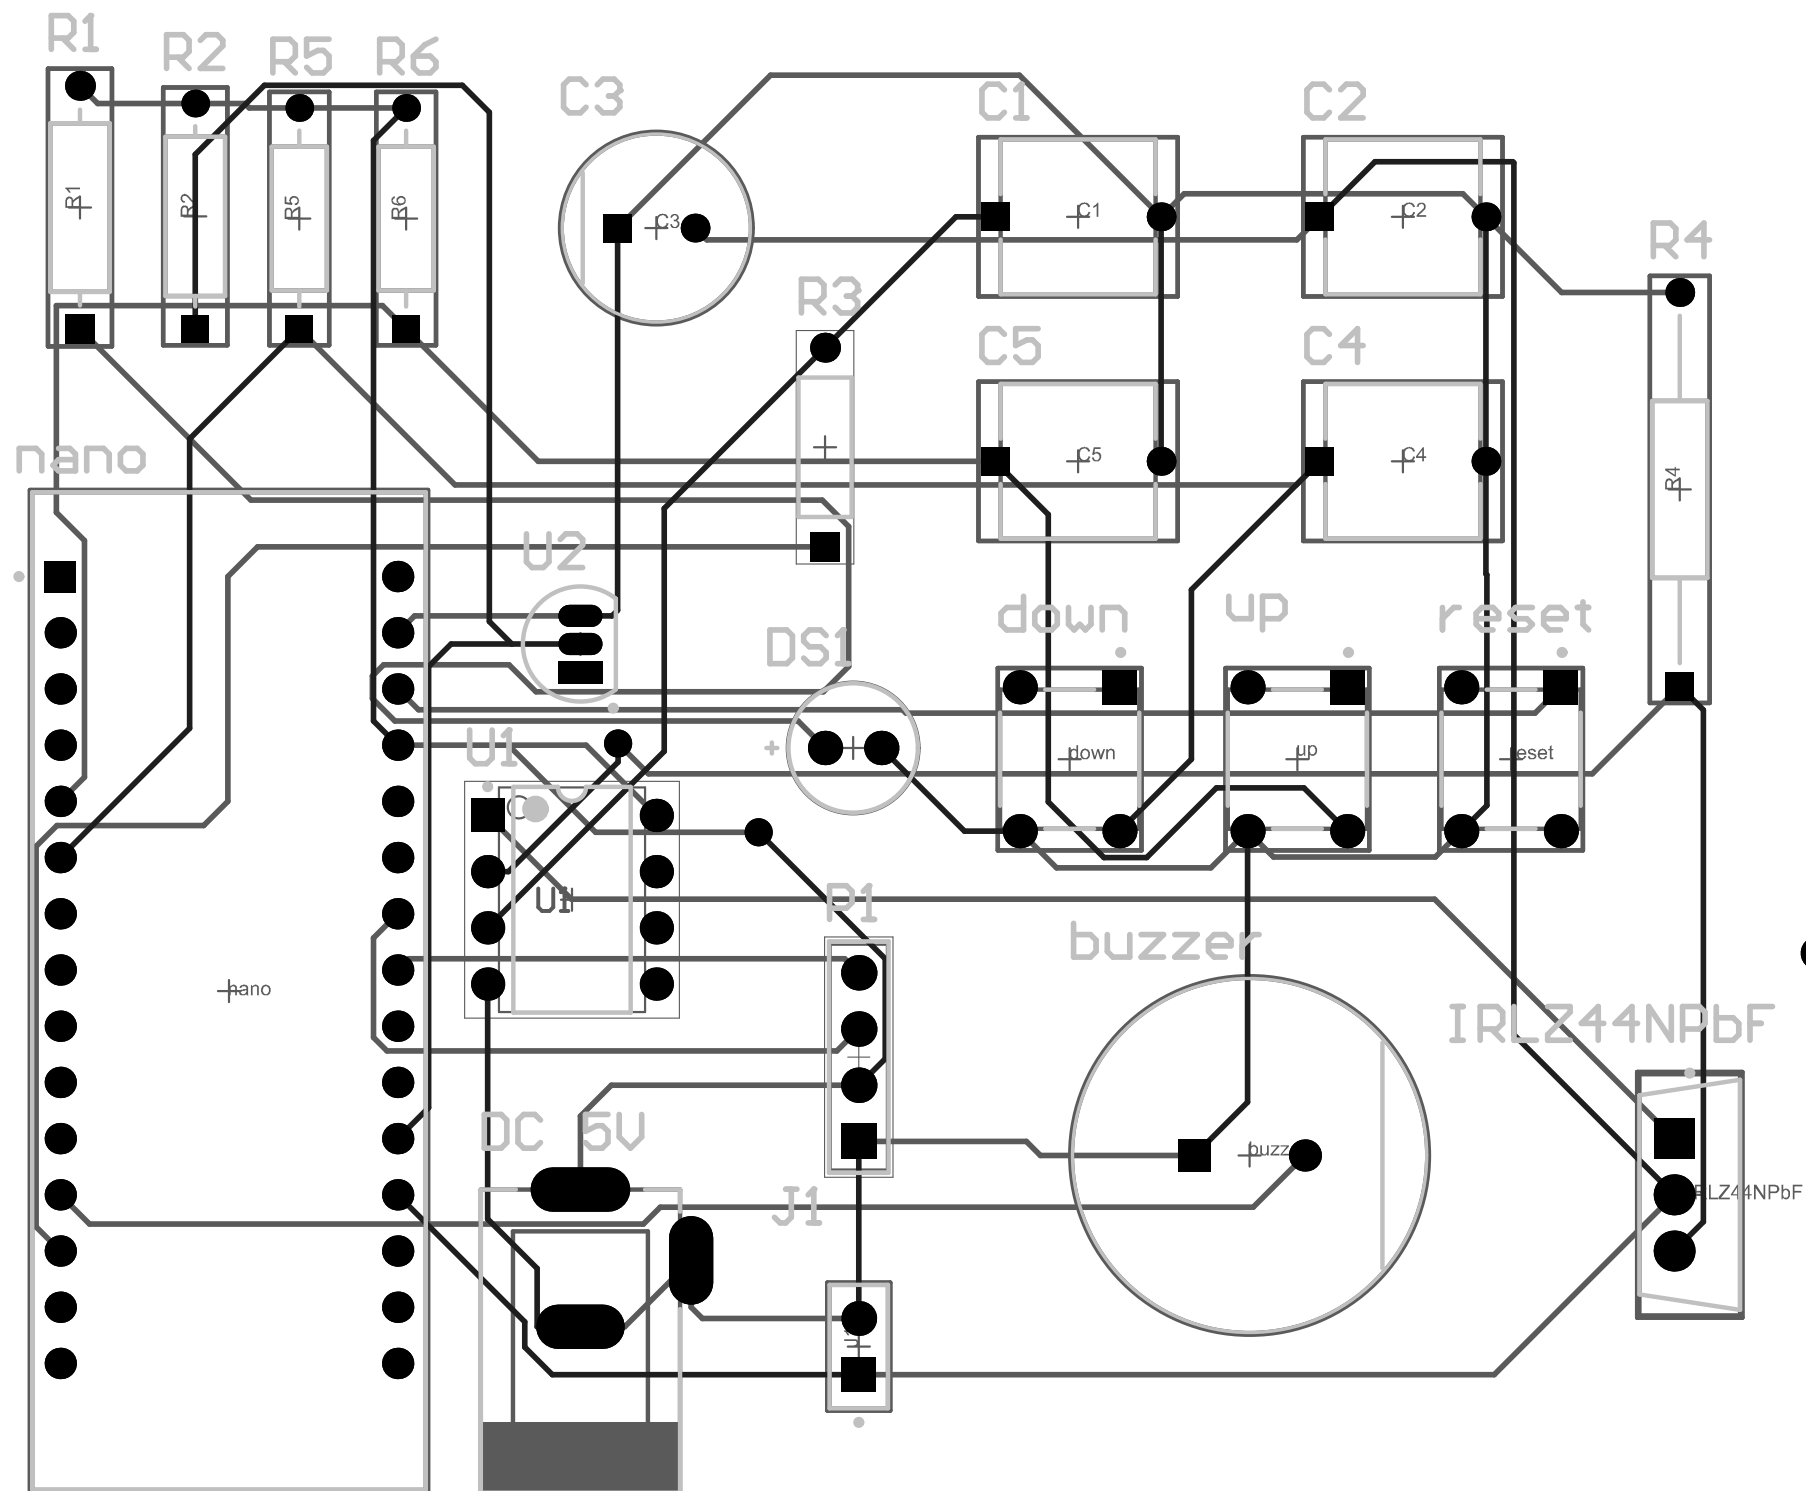 R1 R2 R5 R6
C3 C1 C2
R1 R2 R5 R6 C3 C1 C2
R4
R3
C5 C4
nano C5 C4
R4
U2
down up reset
DS1
U1 + down up eset
U1 P1
buzzer
nano
IRLZ44NPbF
DC 5V
buzz
J1 RLZ44NPbF